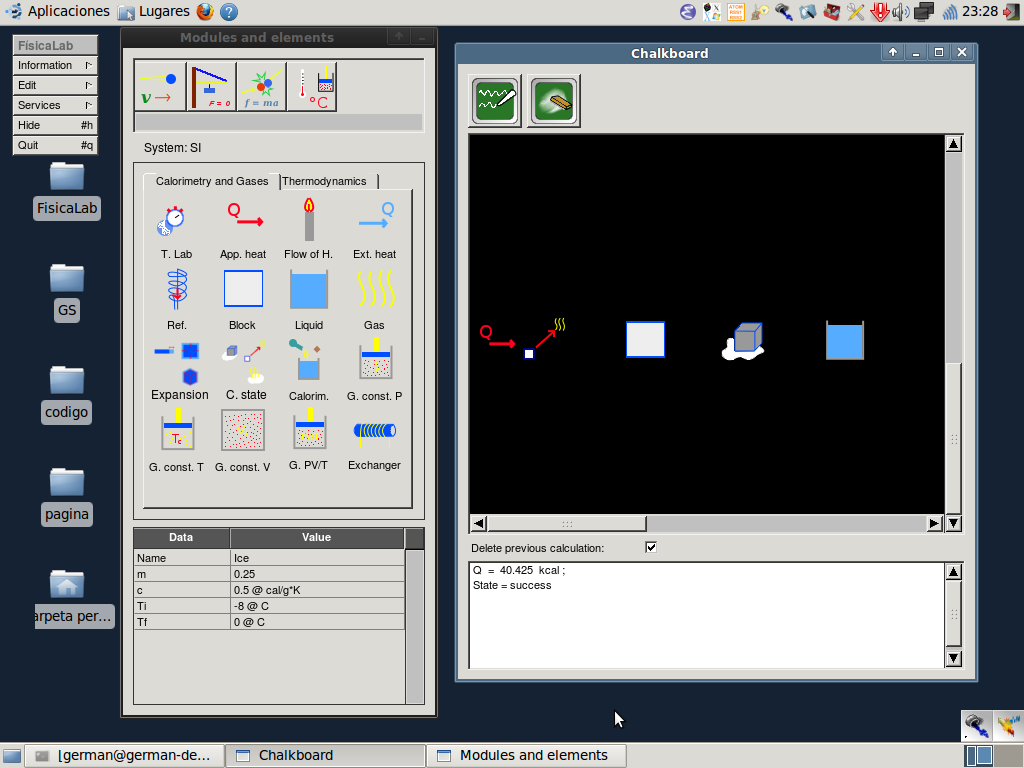 Aplicaciones Lugares 23:28
FisicaLab
Information
Edit
Services
Hide #h
Quit #q
FisicaLab
GS
codigo
pagina
arpeta per...
Modules and elements
v F = 0 f = ma °C
System: SI
Calorimetry and Gases Thermodynamics
Q Q
T. Lab App. heat Flow of H. Ext. heat
Ref. Block Liquid Gas
Expansion C. state Calorim. G. const. P
G. const. T G. const. V G. PV/T Exchanger
Data Value
Name Ice
m 0.25
c 0.5 @ cal/g*K
Ti -8 @ C
Tf 0 @ C
Chalkboard
Q
Delete previous calculation:
Q = 40.425 kcal ;
State = success
[german@german-de... Chalkboard Modules and elements